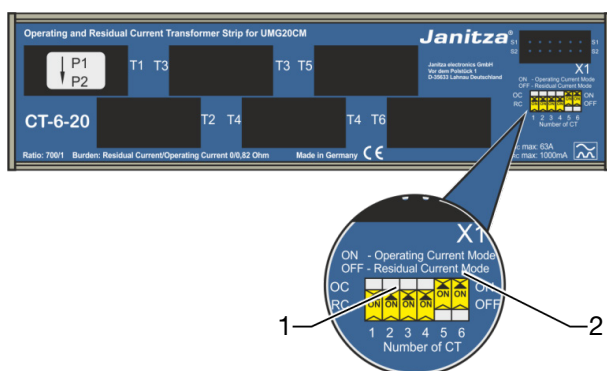 Operating and Residual Current Transformer Strip for UMG20CM
Janitza®
S1 S1
S2 S2
P1
P2
T1 T3
T3 T5
Janitza electronics GmbH
Vor dem Polstück 1
D-35633 Lahnau Deutschland
X1
ON - Operating Current Mode
OFF - Residual Current Mode
OC ON
RC OFF
1 2 3 4 5 6
Number of CT
CT-6-20
T2 T4
T4 T6
Ratio: 700/1 Burden: Residual Current/Operating Current 0/0,82 Ohm Made in Germany CE
max: 63A
max: 1000mA
X1
ON - Operating Current Mode
OFF - Residual Current Mode
OC
RC OFF
ON ON ON ON ON ON
1 2 3 4 5 6
Number of CT
1
2